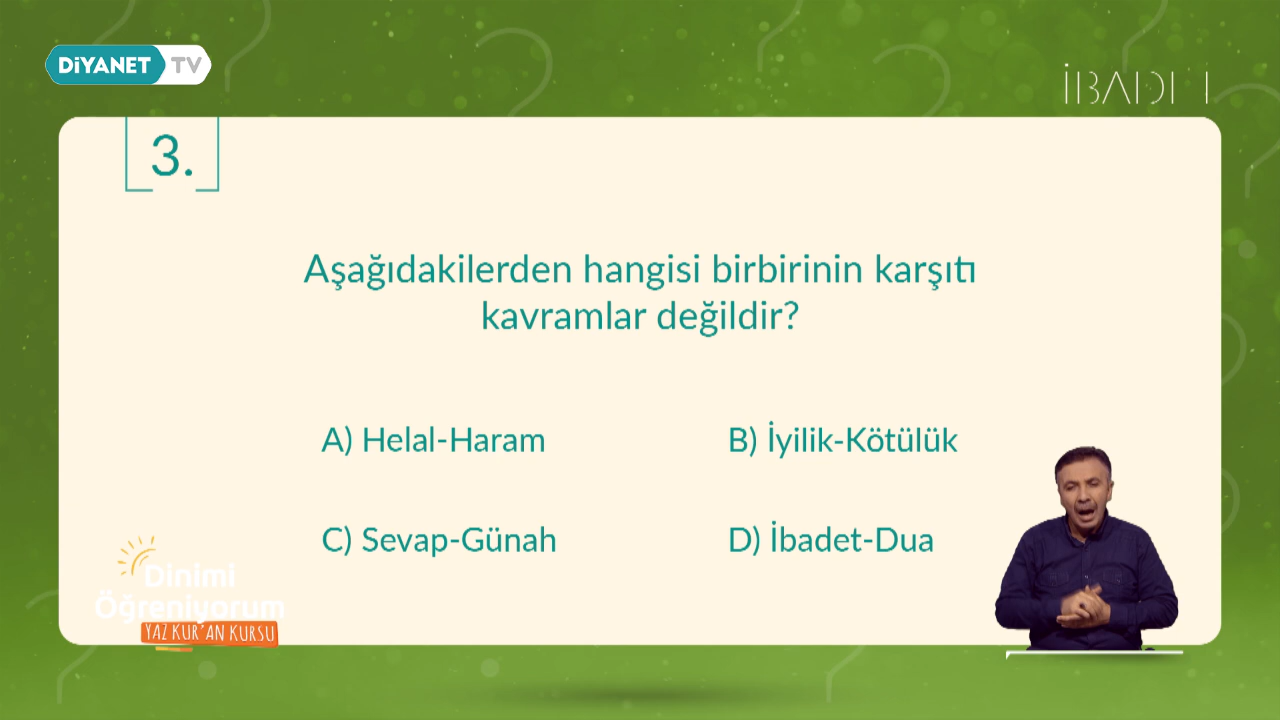 DİYANET TV
İBADET
3.
Aşağıdakilerden hangisi birbirinin karşıtı
kavramlar değildir?
A) Helal-Haram
B) İyilik-Kötülük
C) Sevap-Günah
D) İbadet-Dua
Dinimi
Öğreniyorum
YAZ KUR'AN KURSU